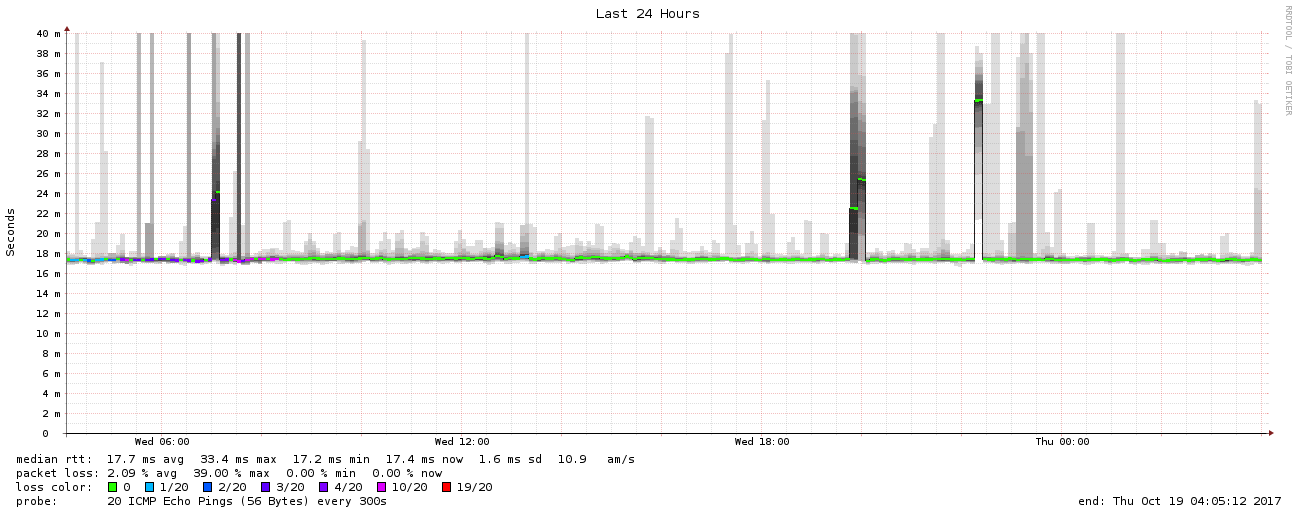 Last 24 Hours
RRDTOOL / TOBI OETIKER
Seconds
40 m
38 m
36 m
34 m
32 m
30 m
28 m
26 m
24 m
22 m
20 m
18 m
16 m
14 m
12 m
10 m
8 m
6 m
4 m
2 m
0
Wed 06:00 Wed 12:00 Wed 18:00 Thu 00:00
median rtt: 17.7 ms avg 33.4 ms max 17.2 ms min 17.4 ms now 1.6 ms sd 10.9 am/s
packet loss: 2.09 % avg 39.00 % max 0.00 % min 0.00 % now
loss color: 0 1/20 2/20 3/20 4/20 10/20 19/20
probe: 20 ICMP Echo Pings (56 Bytes) every 300s end: Thu Oct 19 04:05:12 2017